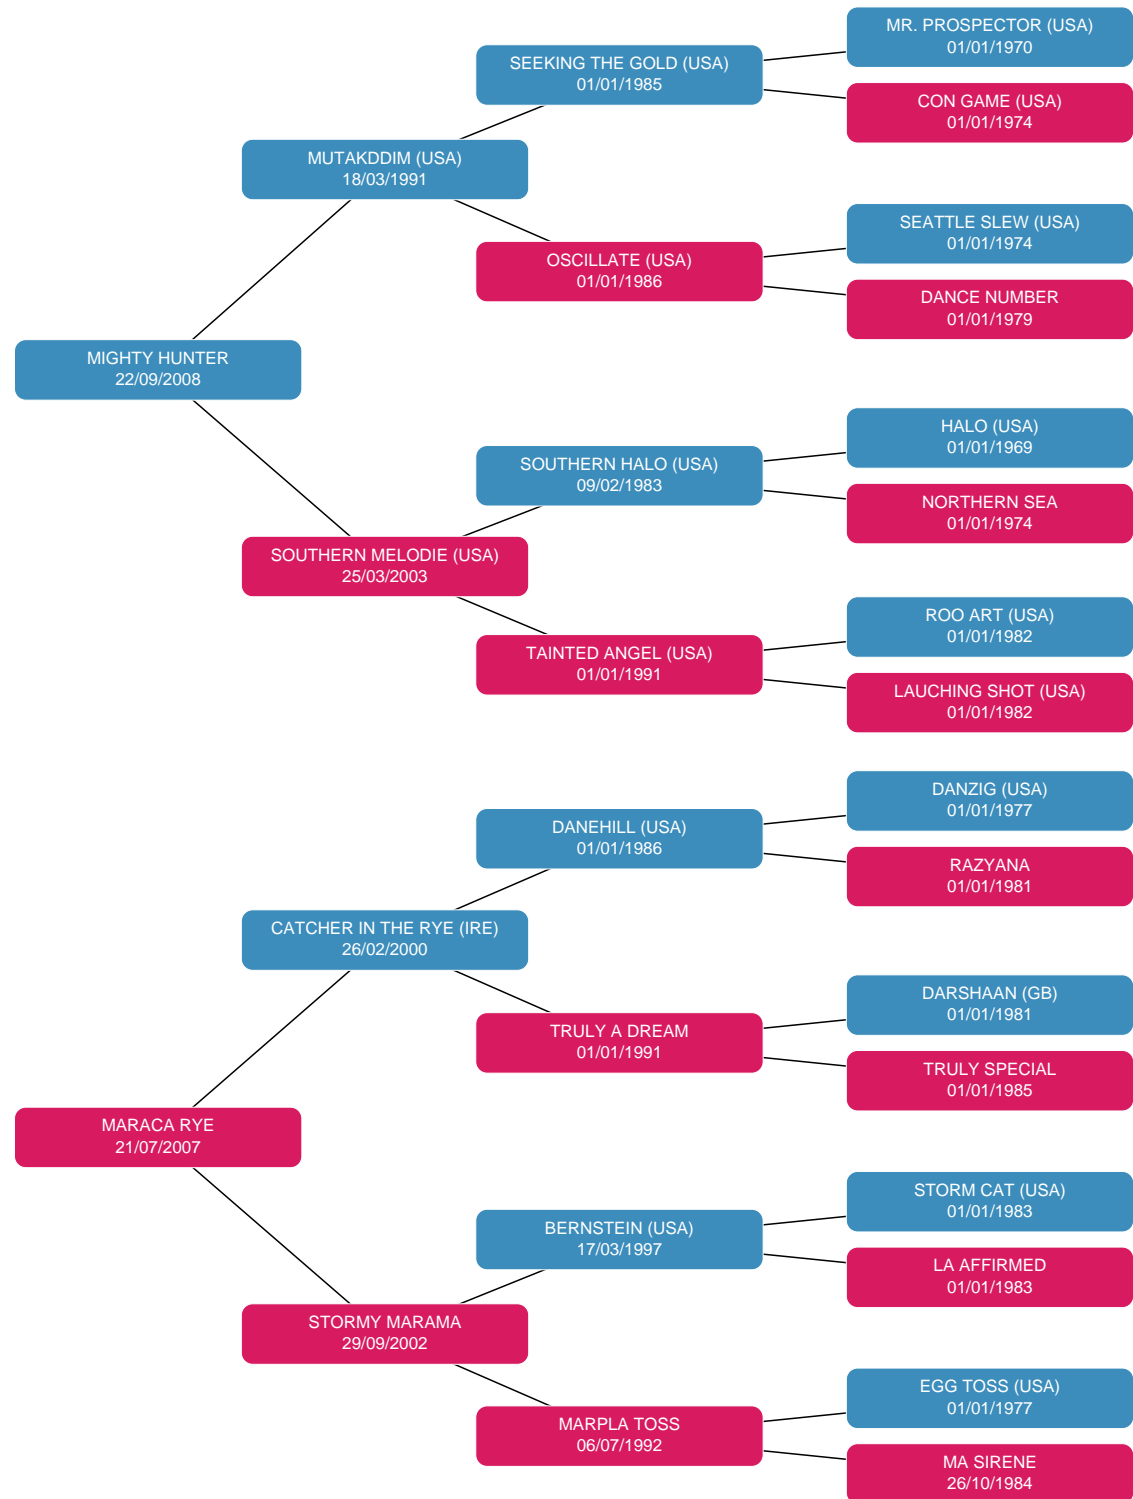 MR. PROSPECTOR (USA)
01/01/1970
SEEKING THE GOLD (USA)
01/01/1985
CON GAME (USA)
01/01/1974
MUTAKDDIM (USA)
18/03/1991
SEATTLE SLEW (USA)
01/01/1974
OSCILLATE (USA)
01/01/1986
DANCE NUMBER
01/01/1979
MIGHTY HUNTER
22/09/2008
HALO (USA)
01/01/1969
SOUTHERN HALO (USA)
09/02/1983
NORTHERN SEA
01/01/1974
SOUTHERN MELODIE (USA)
25/03/2003
ROO ART (USA)
01/01/1982
TAINTED ANGEL (USA)
01/01/1991
LAUCHING SHOT (USA)
01/01/1982
DANZIG (USA)
01/01/1977
DANEHILL (USA)
01/01/1986
RAZYANA
01/01/1981
CATCHER IN THE RYE (IRE)
26/02/2000
DARSHAAN (GB)
01/01/1981
TRULY A DREAM
01/01/1991
TRULY SPECIAL
01/01/1985
MARACA RYE
21/07/2007
STORM CAT (USA)
01/01/1983
BERNSTEIN (USA)
17/03/1997
LA AFFIRMED
01/01/1983
STORMY MARAMA
29/09/2002
EGG TOSS (USA)
01/01/1977
MARPLA TOSS
06/07/1992
MA SIRENE
26/10/1984